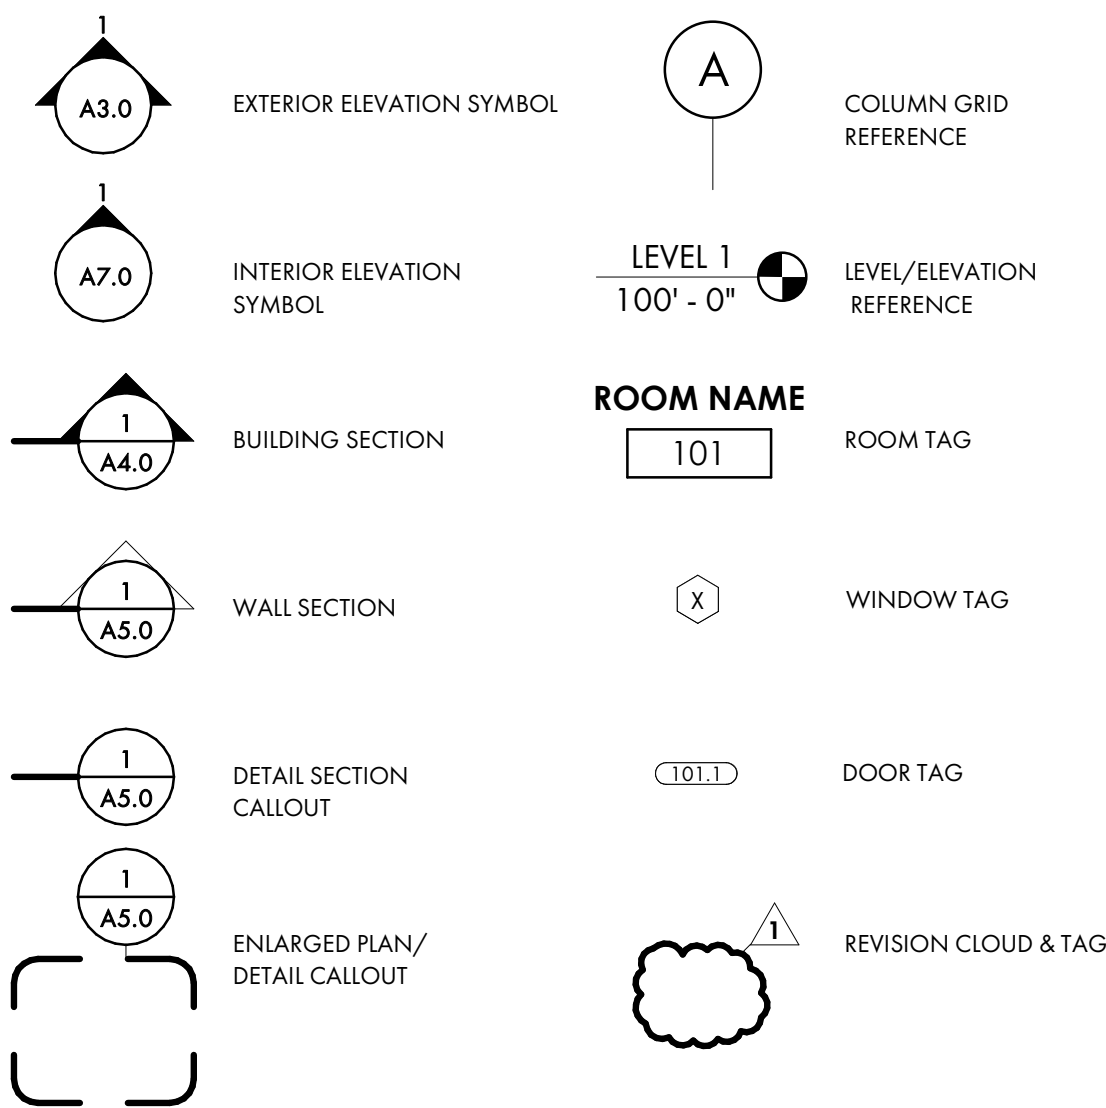 1
A3.0
EXTERIOR ELEVATION SYMBOL
A
COLUMN GRID
REFERENCE
1
A7.0
INTERIOR ELEVATION
SYMBOL
LEVEL 1
100' - 0"
LEVEL/ELEVATION
REFERENCE
1
A4.0
BUILDING SECTION
ROOM NAME
101
ROOM TAG
1
A5.0
WALL SECTION
X
WINDOW TAG
1
A5.0
DETAIL SECTION
CALLOUT
101.1
DOOR TAG
1
A5.0
ENLARGED PLAN/
DETAIL CALLOUT
1
REVISION CLOUD & TAG